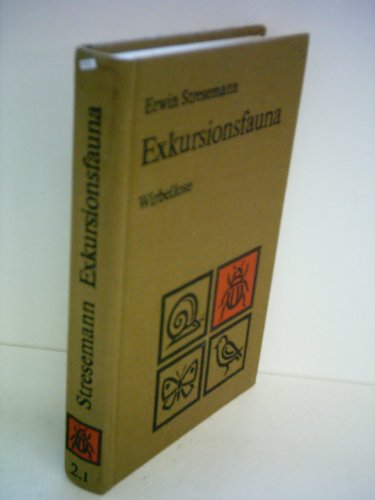 Erwin Stresemann
Exkursionsfauna
Wirbellose
Stresemann Exkursionsfauna
2.1